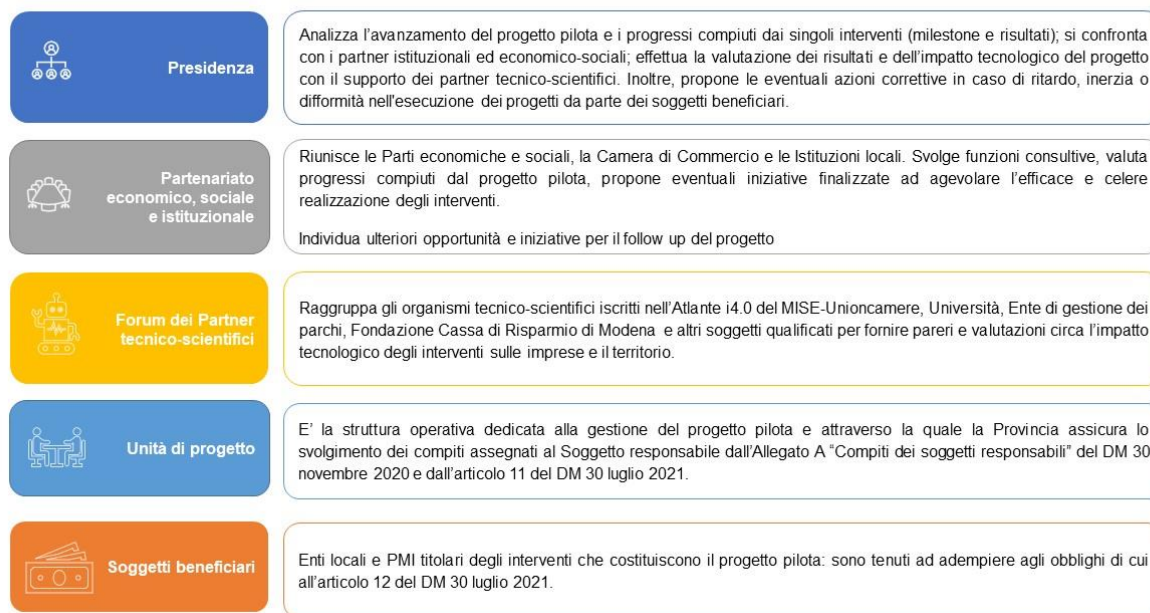 Presidenza
Analizza l’avanzamento del progetto pilota e i progressi compiuti dai singoli interventi (milestone e risultati); si confronta
con i partner istituzionali ed economico-sociali; effettua la valutazione dei risultati e dell’impatto tecnologico del progetto
con il supporto dei partner tecnico-scientifici. Inoltre, propone le eventuali azioni correttive in caso di ritardo, inerzia o
difformità nell'esecuzione dei progetti da parte dei soggetti beneficiari.
Partenariato
economico, sociale
e istituzionale
Riunisce le Parti economiche e sociali, la Camera di Commercio e le Istituzioni locali. Svolge funzioni consultive, valuta
progressi compiuti dal progetto pilota, propone eventuali iniziative finalizzate ad agevolare l’efficace e celere
realizzazione degli interventi.
Individua ulteriori opportunità e iniziative per il follow up del progetto
Forum dei Partner
tecnico-scientifici
Raggruppa gli organismi tecnico-scientifici iscritti nell’Atlante i4.0 del MISE-Unioncamere, Università, Ente di gestione dei
parchi, Fondazione Cassa di Risparmio di Modena e altri soggetti qualificati per fornire pareri e valutazioni circa l’impatto
tecnologico degli interventi sulle imprese e il territorio.
Unità di progetto
E’ la struttura operativa dedicata alla gestione del progetto pilota e attraverso la quale la Provincia assicura lo
svolgimento dei compiti assegnati al Soggetto responsabile dall’Allegato A “Compiti dei soggetti responsabili” del DM 30
novembre 2020 e dall’articolo 11 del DM 30 luglio 2021.
Soggetti beneficiari
Enti locali e PMI titolari degli interventi che costituiscono il progetto pilota: sono tenuti ad adempiere agli obblighi di cui
all’articolo 12 del DM 30 luglio 2021.